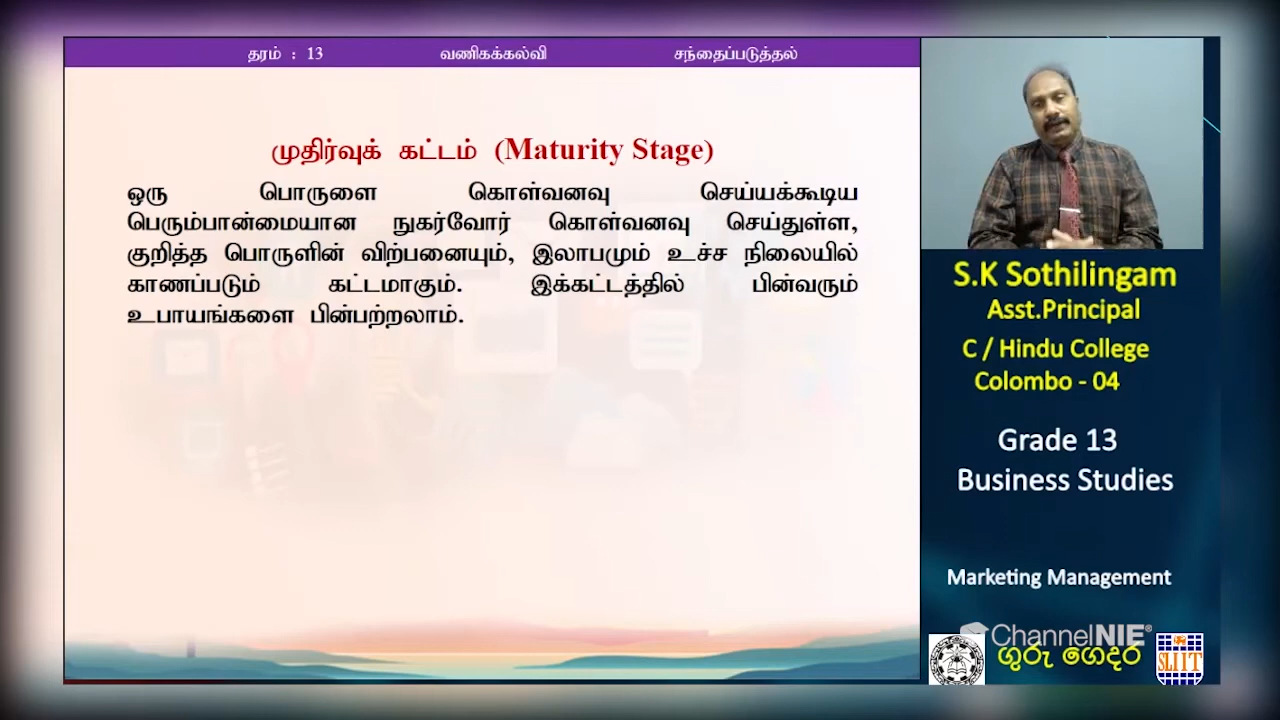 தரம் : 13 வணிகக்கல்வி சந்தைப்படுத்தல்
முதிர்வுக் கட்டம் (Maturity Stage)
ஒரு பொருளை கொள்வனவு செய்யக்கூடிய
பெரும்பான்மையான நுகர்வோர் கொள்வனவு செய்துள்ள,
குறித்த பொருளின் விற்பனையும், இலாபமும் உச்ச நிலையில்
காணப்படும் கட்டமாகும். இக்கட்டத்தில் பின்வரும்
உபாயங்களை பின்பற்றலாம்.
S.K Sothilingam
Asst.Principal
C / Hindu College
Colombo - 04
Grade 13
Business Studies
Marketing Management
ChannelNIE®
ගුරු ගෙදර
SLIIT